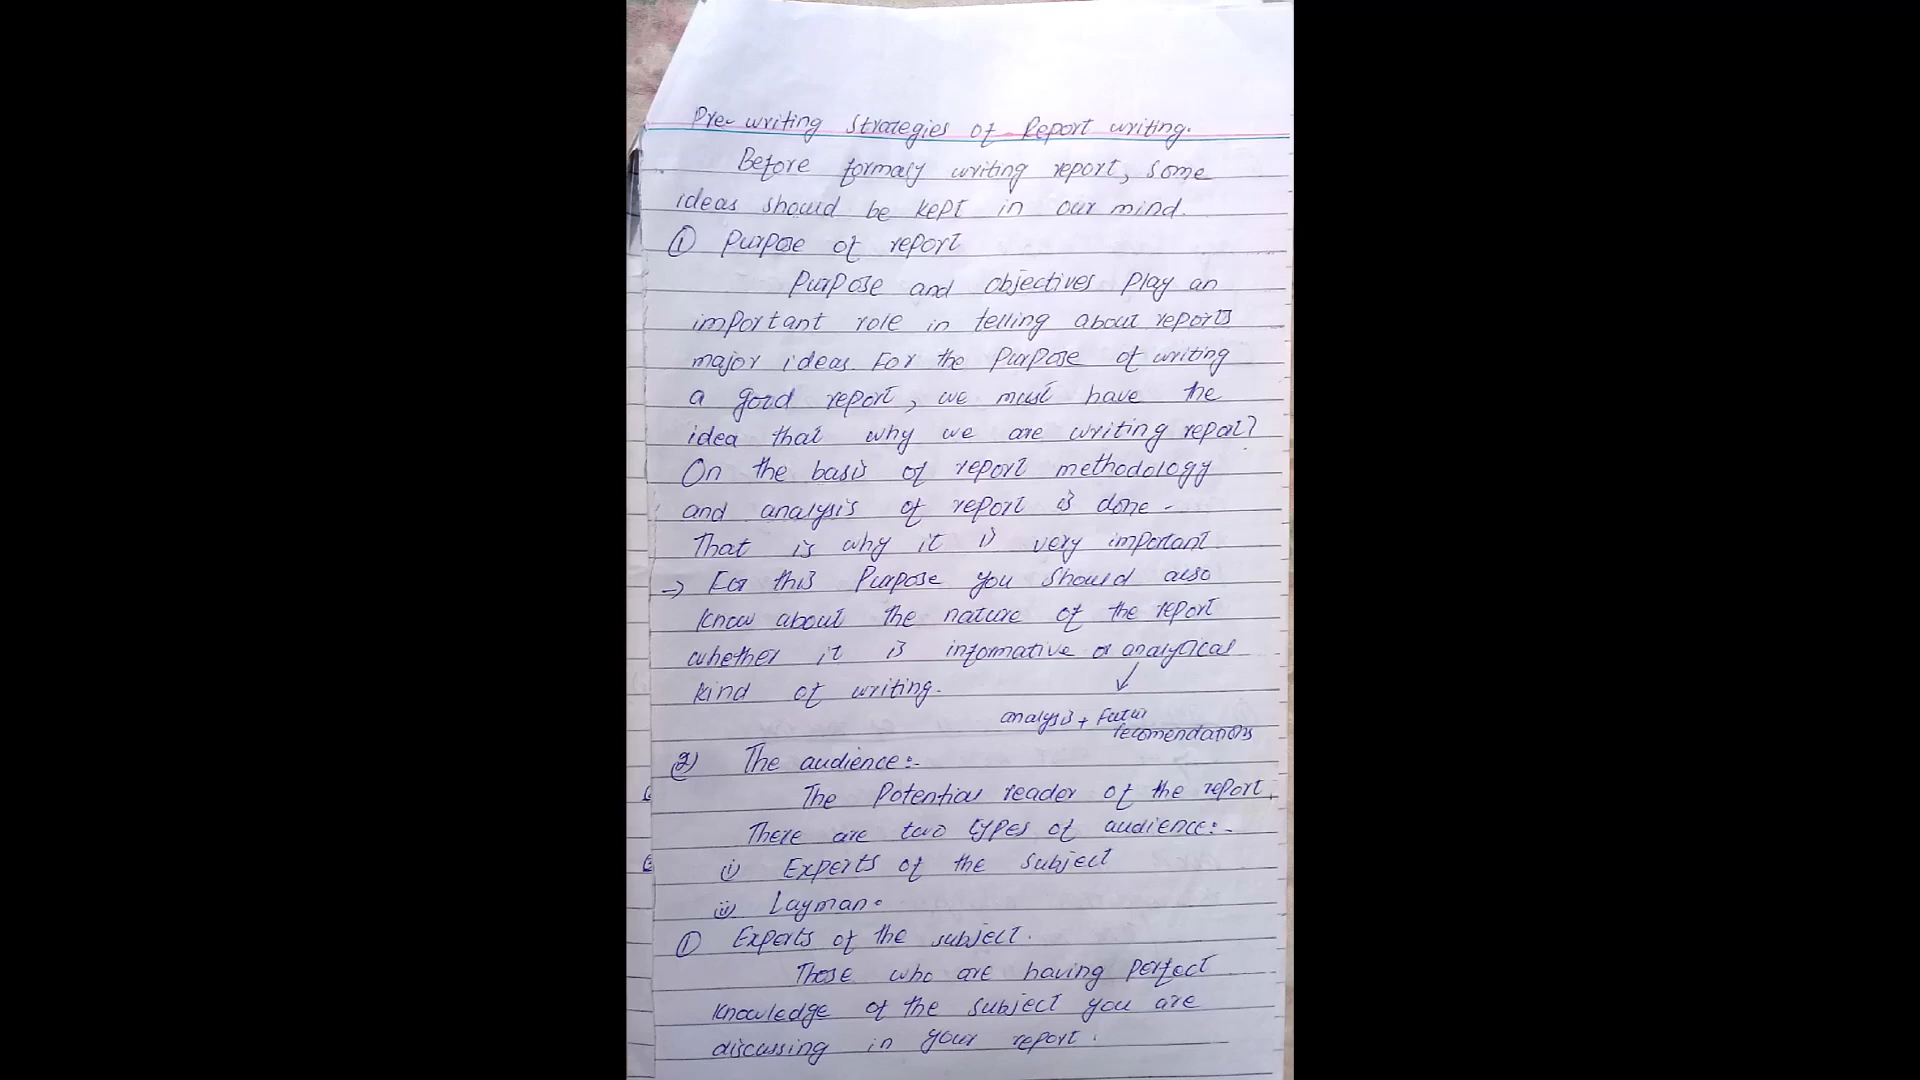 Pre-writing strategies of Report writing.
Before formaly writing report, some
ideas should be kept in our mind.
① Purpose of report
Purpose and objectives play an
important role in telling about reports
major ideas. For the purpose of writing
a good report, we must have the
idea that why we are writing report?
On the basis of report methodology
and analysis of report is done.
That is why it is very important
→ For this Purpose you should also
know about the nature of the report
whether it is informative or analytical
kind of writing.
↓
analysis + Futur
recomendations
② The audience:-
The Potential reader of the report.
There are two types of audience:-
(i) Experts of the subject
(ii) Layman.
① Experts of the subject.
Those who are having perfect
knowledge of the subject you are
discussing in your report.